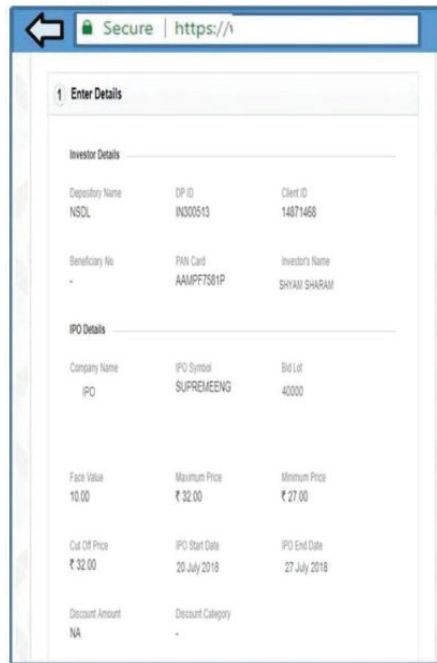 Secure | https://
1 Enter Details
Investor Details
Depository Name DP ID Client ID
NSDL IN300513 14871468
Beneficiary No PAN Card Investor's Name
- AAMPF7581P SHYAM SHARAM
IPO Details
Company Name IPO Symbol Bid Lot
IPO SUPREMEENG 40000
Face Value Maximum Price Minimum Price
10.00 ₹ 32.00 ₹ 27.00
Cut Off Price IPO Start Date IPO End Date
₹ 32.00 20 July 2018 27 July 2018
Discount Amount Discount Category
NA -